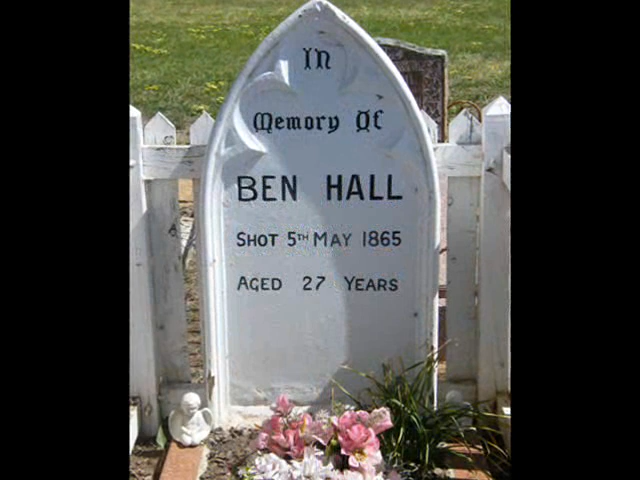 In
Memory Of
BEN HALL
SHOT 5TH MAY 1865
AGED 27 YEARS